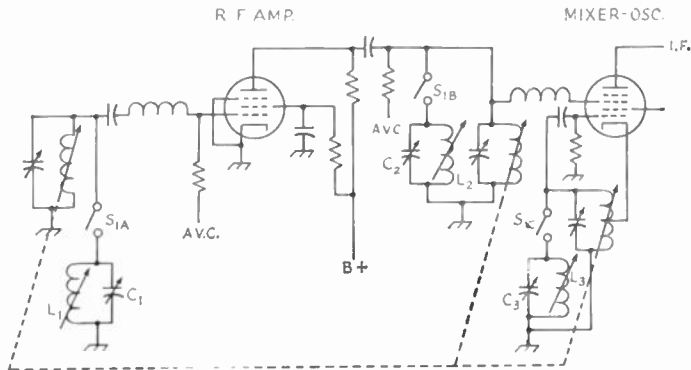 R F AMP.
MIXER-OSC.
I.F.
S1B
AVC
C2
L2
S1A
A.V.C.
B+
L1
C1
S1C
C3
L3